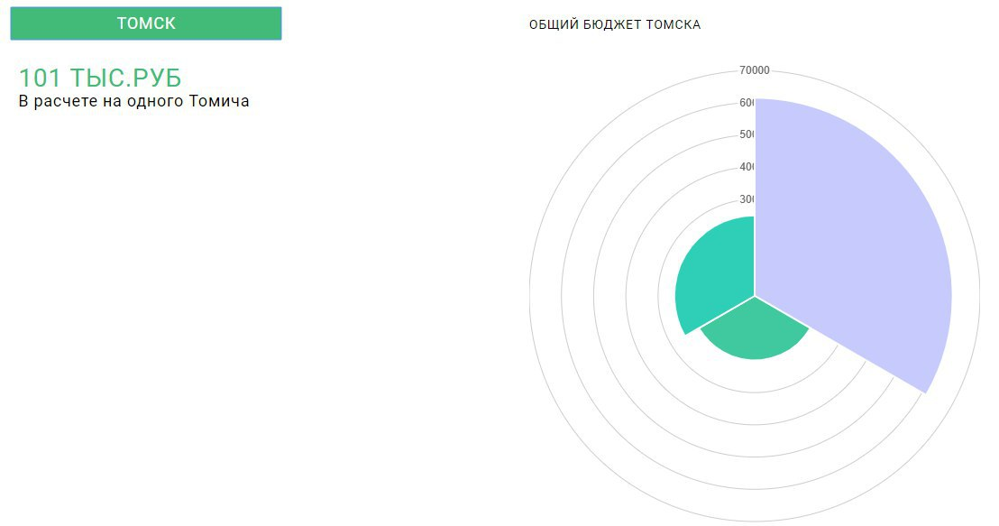 ТОМСК
101 ТЫС.РУБ
В расчете на одного Томича
ОБЩИЙ БЮДЖЕТ ТОМСКА
70000